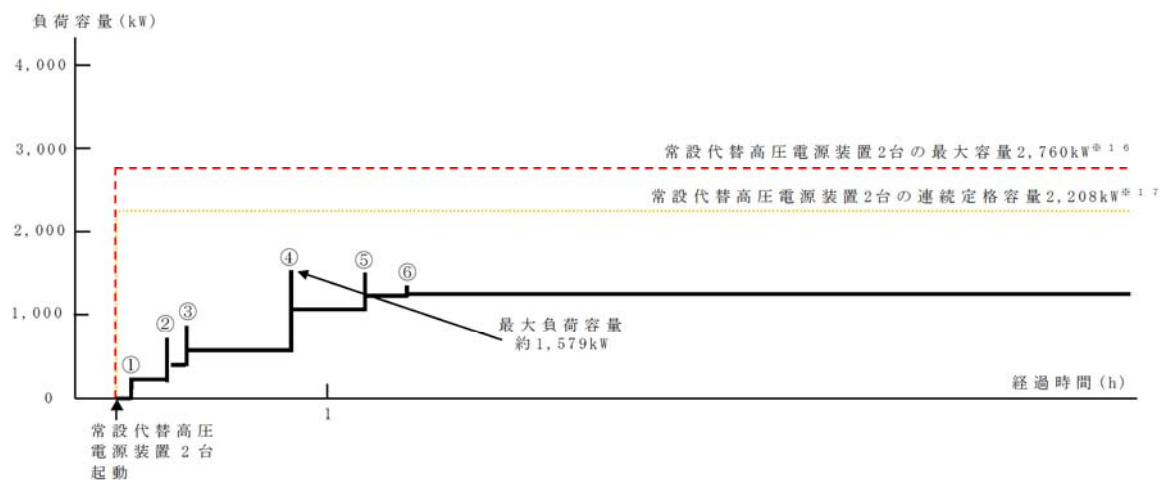 負荷容量(kW)
4,000
3,000
常設代替高圧電源装置2台の最大容量2,760kW※16
常設代替高圧電源装置2台の連続定格容量2,208kW※17
2,000
④
⑤
⑥
②
③
1,000
最大負荷容量
約1,579kW
①
経過時間(h)
0
1
常設代替高圧
電源装置2台
起動